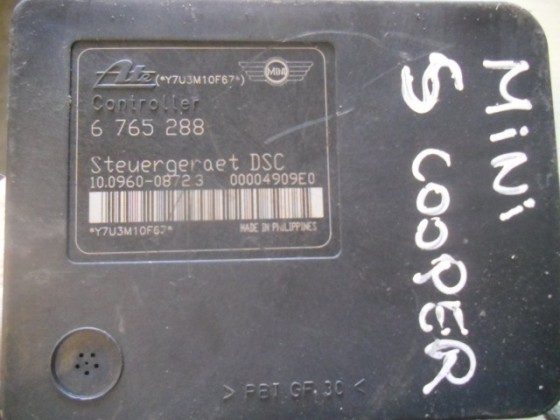 Ate (*Y7U3M10F67*) MINI
Controller
6 765 288
Steuergeraet DSC
10.0960-0872.3 00004909E0
*Y7U3M10F67* MADE IN PHILIPPINES
> PBT GF 30 <
MiNi
S COOPER